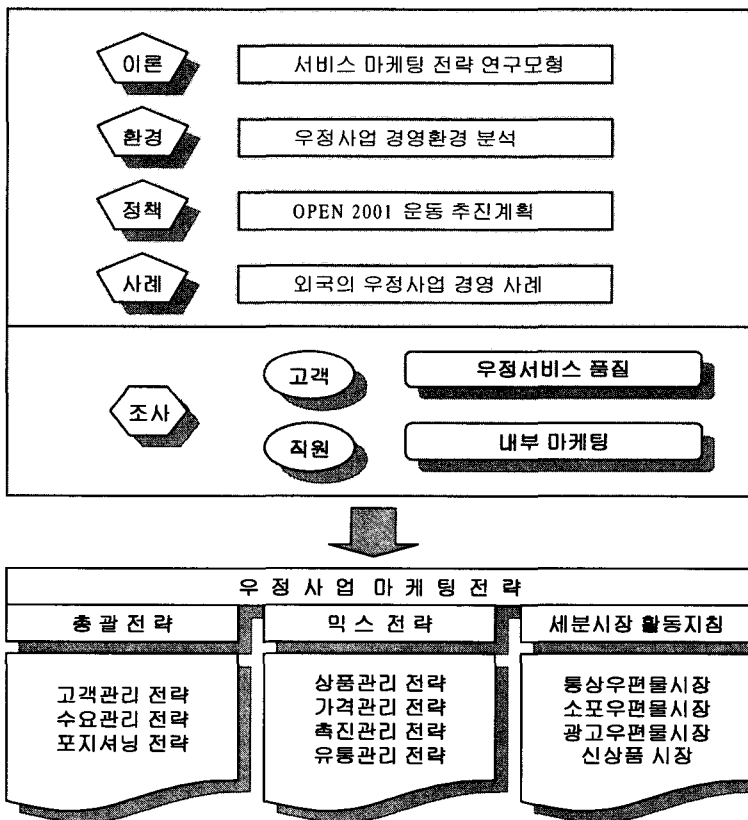 이론
서비스 마케팅 전략 연구모형
환경
우정사업 경영환경 분석
정책
OPEN 2001 운동 추진계획
사례
외국의 우정사업 경영 사례
조사
고객
우정서비스 품질
직원
내부 마케팅
우정사업 마케팅전략
총괄전략
믹스 전략
세분시장 활동지침
고객관리 전략
수요관리 전략
포지셔닝 전략
상품관리 전략
가격관리 전략
촉진관리 전략
유통관리 전략
통상우편물시장
소포우편물시장
광고우편물시장
신상품 시장